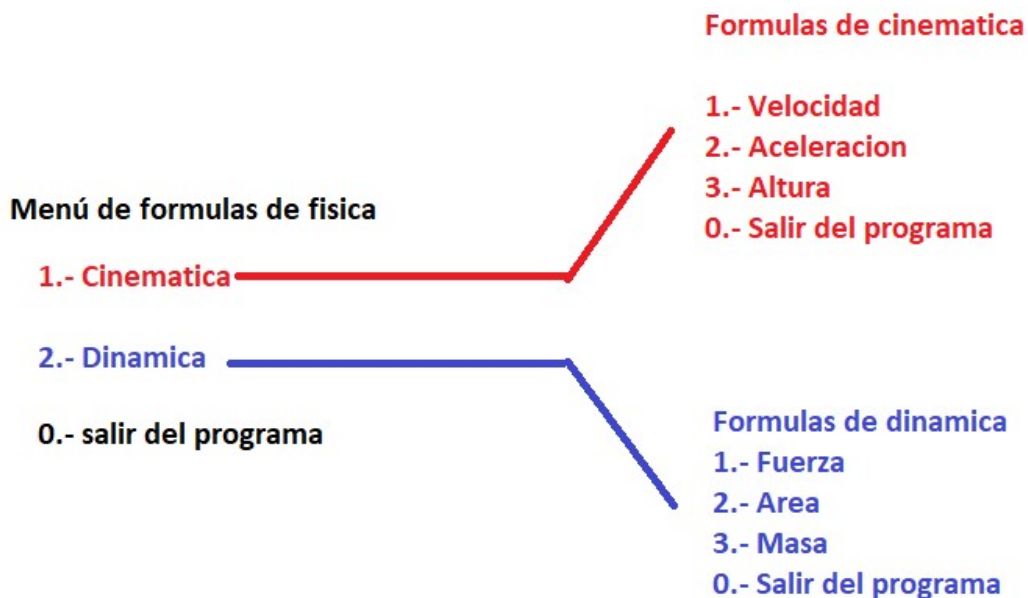 Menú de formulas de fisica
1.- Cinematica
2.- Dinamica
0.- salir del programa
Formulas de cinematica
1.- Velocidad
2.- Aceleracion
3.- Altura
0.- Salir del programa
Formulas de dinamica
1.- Fuerza
2.- Area
3.- Masa
0.- Salir del programa